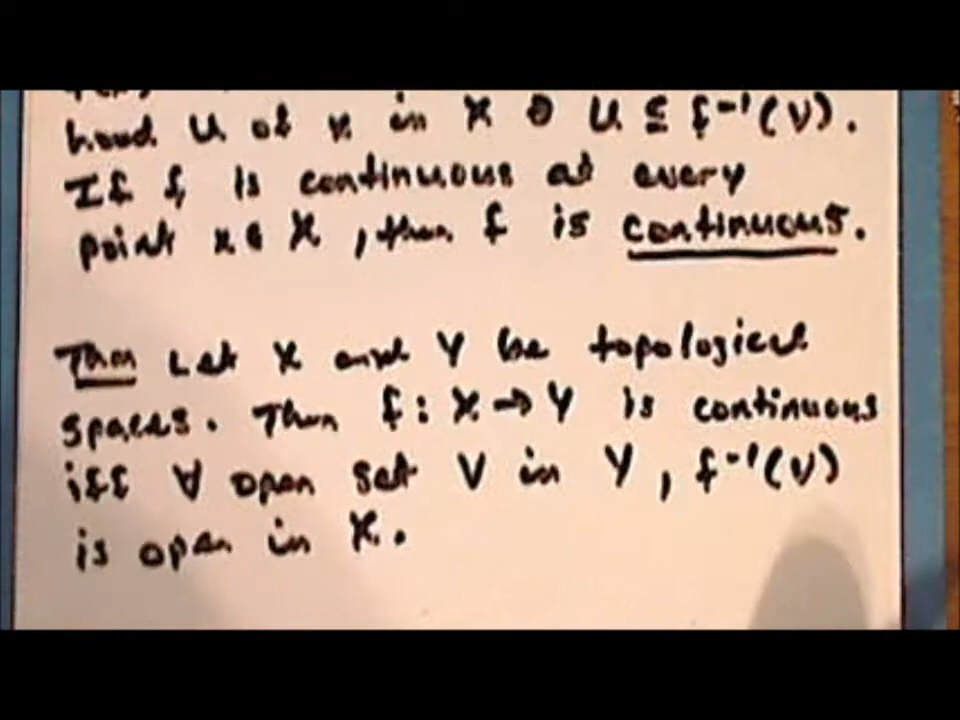 hood U of x in X ∋ U ⊆ f⁻¹(V).
If f is continuous at every
point x ∈ X, then f is continuous.
Thm Let X and Y be topological
spaces. Then f: X → Y is continuous
iff ∀ open set V in Y, f⁻¹(V)
is open in X.